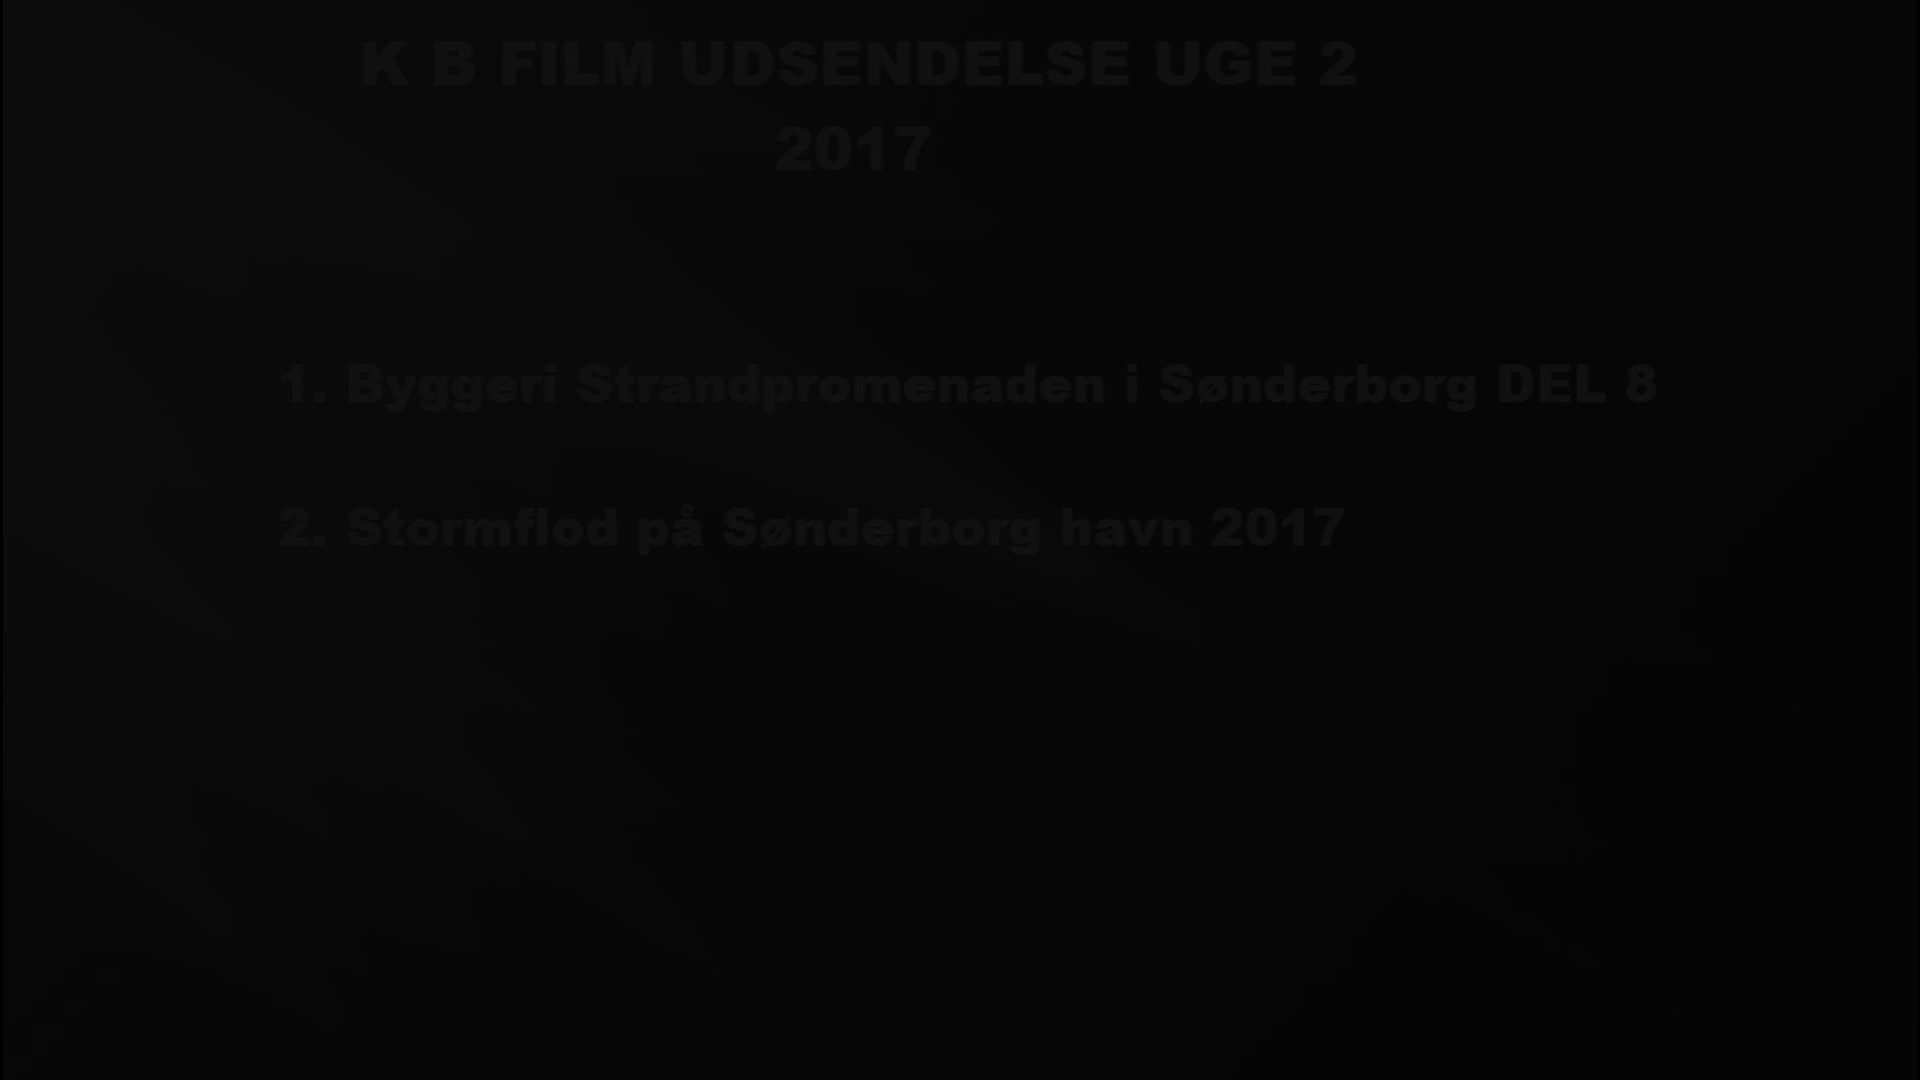 K B FILM UDSENDELSE UGE 2
2017
1. Byggeri Strandpromenaden i Sønderborg DEL 8
2. Stormflod på Sønderborg havn 2017